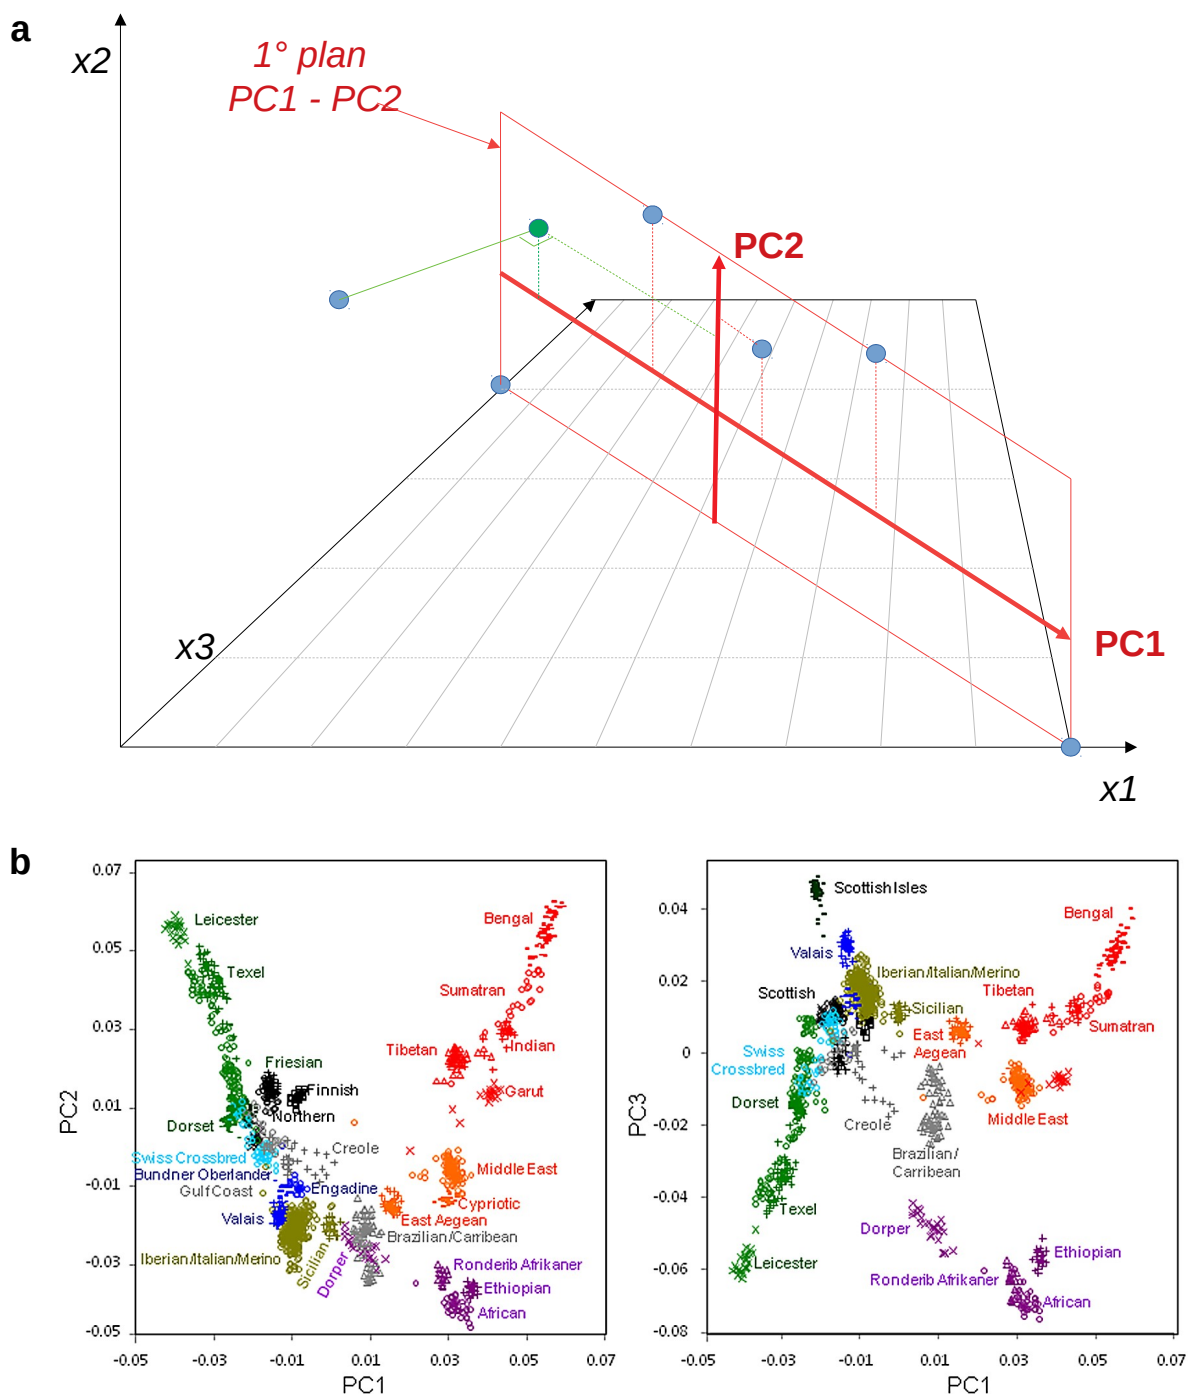 a
x2
1° plan
PC1 - PC2
PC2
PC1
x3
x1
b
0.07
0.05
0.03
0.01
-0.01
-0.03
-0.05
PC2
-0.05
-0.03
-0.01
0.01
0.03
0.05
0.07
PC1
Leicester
Texel
Bengal
Sumatran
Indian
Tibetan
Garut
Friesian
Finnish
Northern
Dorset
Creole
Swiss Crossbred
Bundner Oberlander
Gulf Coast
Engadine
Valais
Middle East
Cypriotic
East Aegean
Brazilian/Carribean
Iberian/Italian/Merino
Sicilian
Dorper
Ronderib Afrikaner
Ethiopian
African
0.04
0.02
0
-0.02
-0.04
-0.06
-0.08
PC3
-0.05
-0.03
-0.01
0.01
0.03
0.05
0.07
PC1
Scottish Isles
Bengal
Valais
Iberian/Italian/Merino
Scottish
Sicilian
Tibetan
Sumatran
East
Aegean
Swiss
Crossbred
Dorset
Creole
Middle East
Brazilian/
Carribean
Texel
Dorper
Leicester
Ethiopian
Ronderib Afrikaner
African